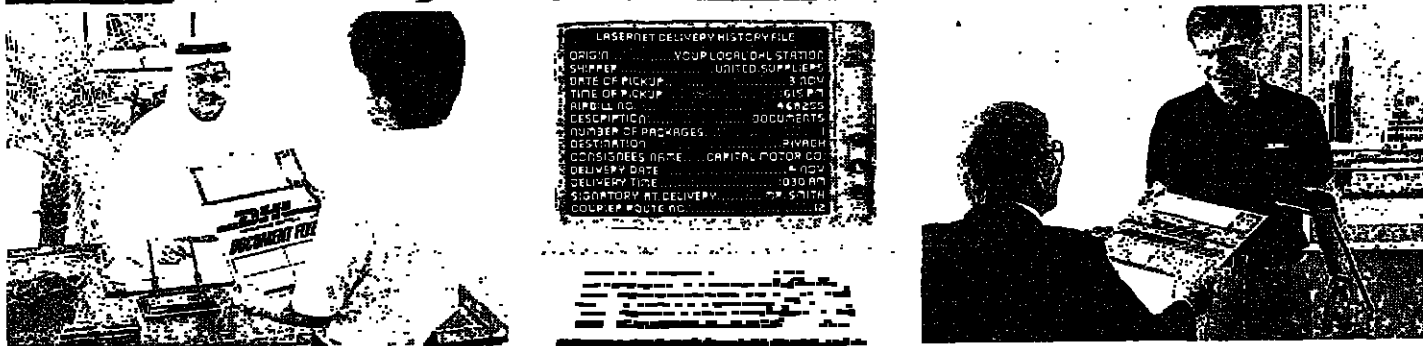 DHL
DOCUMENT FILE
LASERNET DELIVERY HISTORY FILE
ORIGIN..........YOUR LOCAL DHL STATION
SHIPPER..........UNITED SUPPLIERS
DATE OF PICKUP..........3 NOV
TIME OF PICKUP..........615 PM
AIRBILL NO...........469255
DESCRIPTION..........DOCUMENTS
NUMBER OF PACKAGES..........1
DESTINATION..........RIYADH
CONSIGNEES NAME.....CAPITAL MOTOR CO.
DELIVERY DATE..........4 NOV
DELIVERY TIME..........1030 AM
SIGNATORY AT DELIVERY..........MR. SMITH
COURIER ROUTE NO...........12